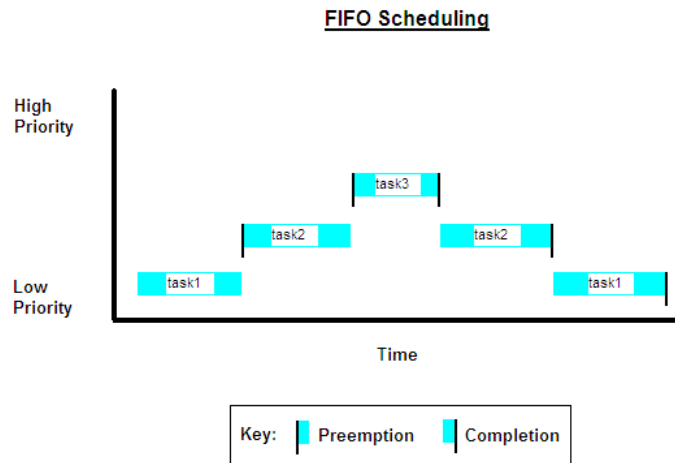 FIFO Scheduling
High
Priority
task3
task2
task2
task1
task1
Low
Priority
Time
Key: Preemption Completion